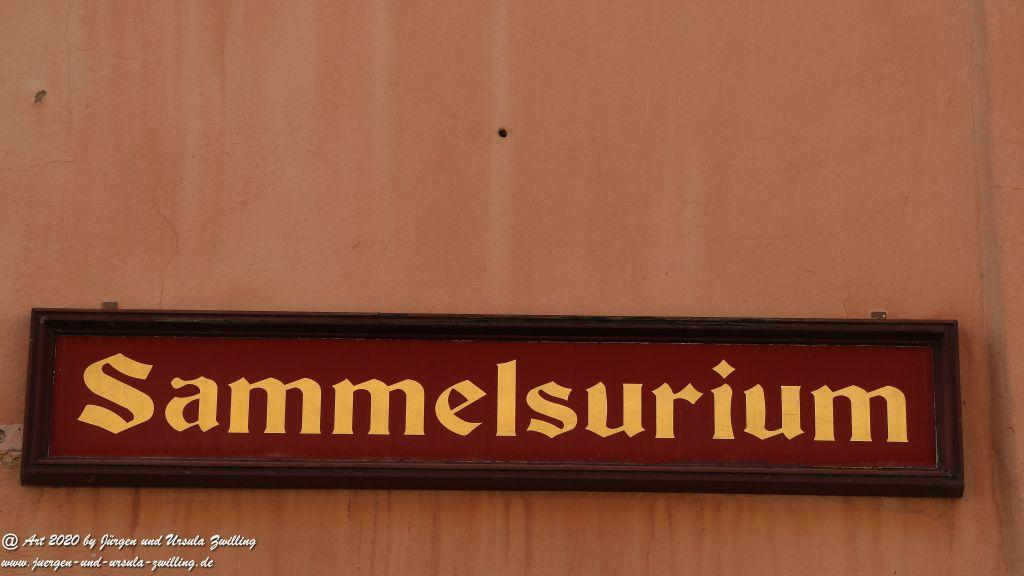 Sammelsurium
@ Art 2020 by Jürgen und Ursula Zwilling
www.juergen-und-ursula-zwilling.de